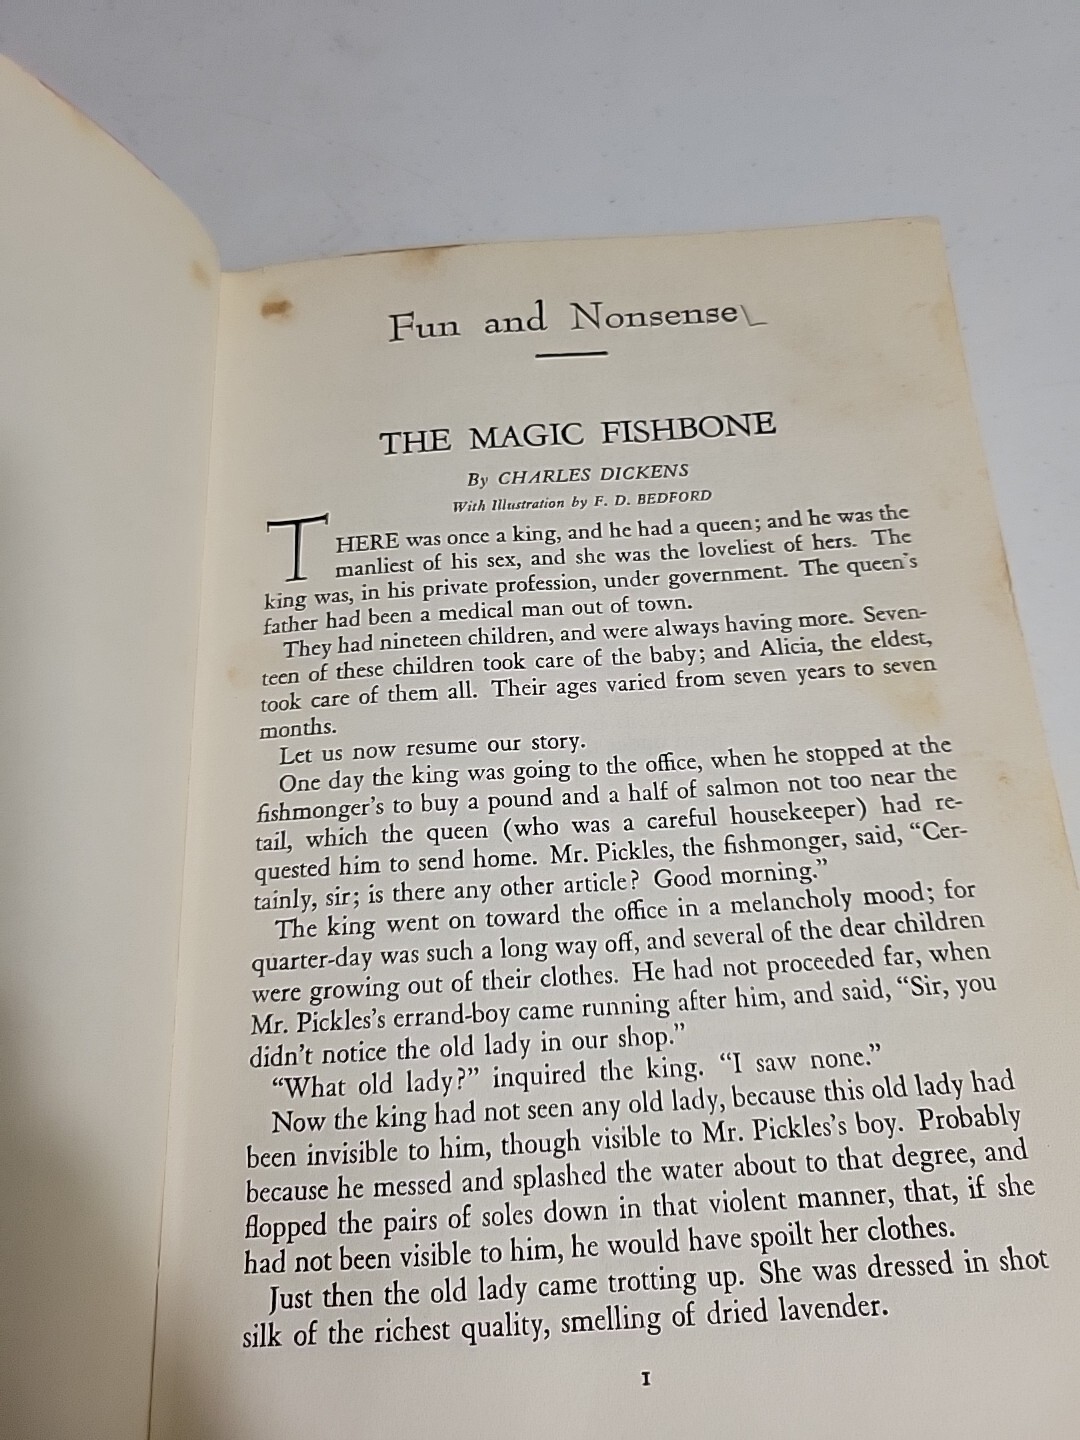 Fun and Nonsense
THE MAGIC FISHBONE
By CHARLES DICKENS
With Illustration by F. D. BEDFORD
THERE was once a king, and he had a queen; and he was the
manliest of his sex, and she was the loveliest of hers. The
king was, in his private profession, under government. The queen's
father had been a medical man out of town.
They had nineteen children, and were always having more. Seven-
teen of these children took care of the baby; and Alicia, the eldest,
took care of them all. Their ages varied from seven years to seven
months.
Let us now resume our story.
One day the king was going to the office, when he stopped at the
fishmonger's to buy a pound and a half of salmon not too near the
tail, which the queen (who was a careful housekeeper) had re-
quested him to send home. Mr. Pickles, the fishmonger, said, “Cer-
tainly, sir; is there any other article? Good morning.”
The king went on toward the office in a melancholy mood; for
quarter-day was such a long way off, and several of the dear children
were growing out of their clothes. He had not proceeded far, when
Mr. Pickles's errand-boy came running after him, and said, “Sir, you
didn't notice the old lady in our shop.”
“What old lady?” inquired the king. “I saw none.”
Now the king had not seen any old lady, because this old lady had
been invisible to him, though visible to Mr. Pickles's boy. Probably
because he messed and splashed the water about to that degree, and
flopped the pairs of soles down in that violent manner, that, if she
had not been visible to him, he would have spoilt her clothes.
Just then the old lady came trotting up. She was dressed in shot
silk of the richest quality, smelling of dried lavender.
1